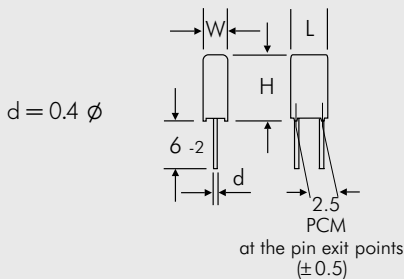 W L
H
d = 0.4 ø
6 -2
d
2.5
PCM
at the pin exit points
(±0.5)